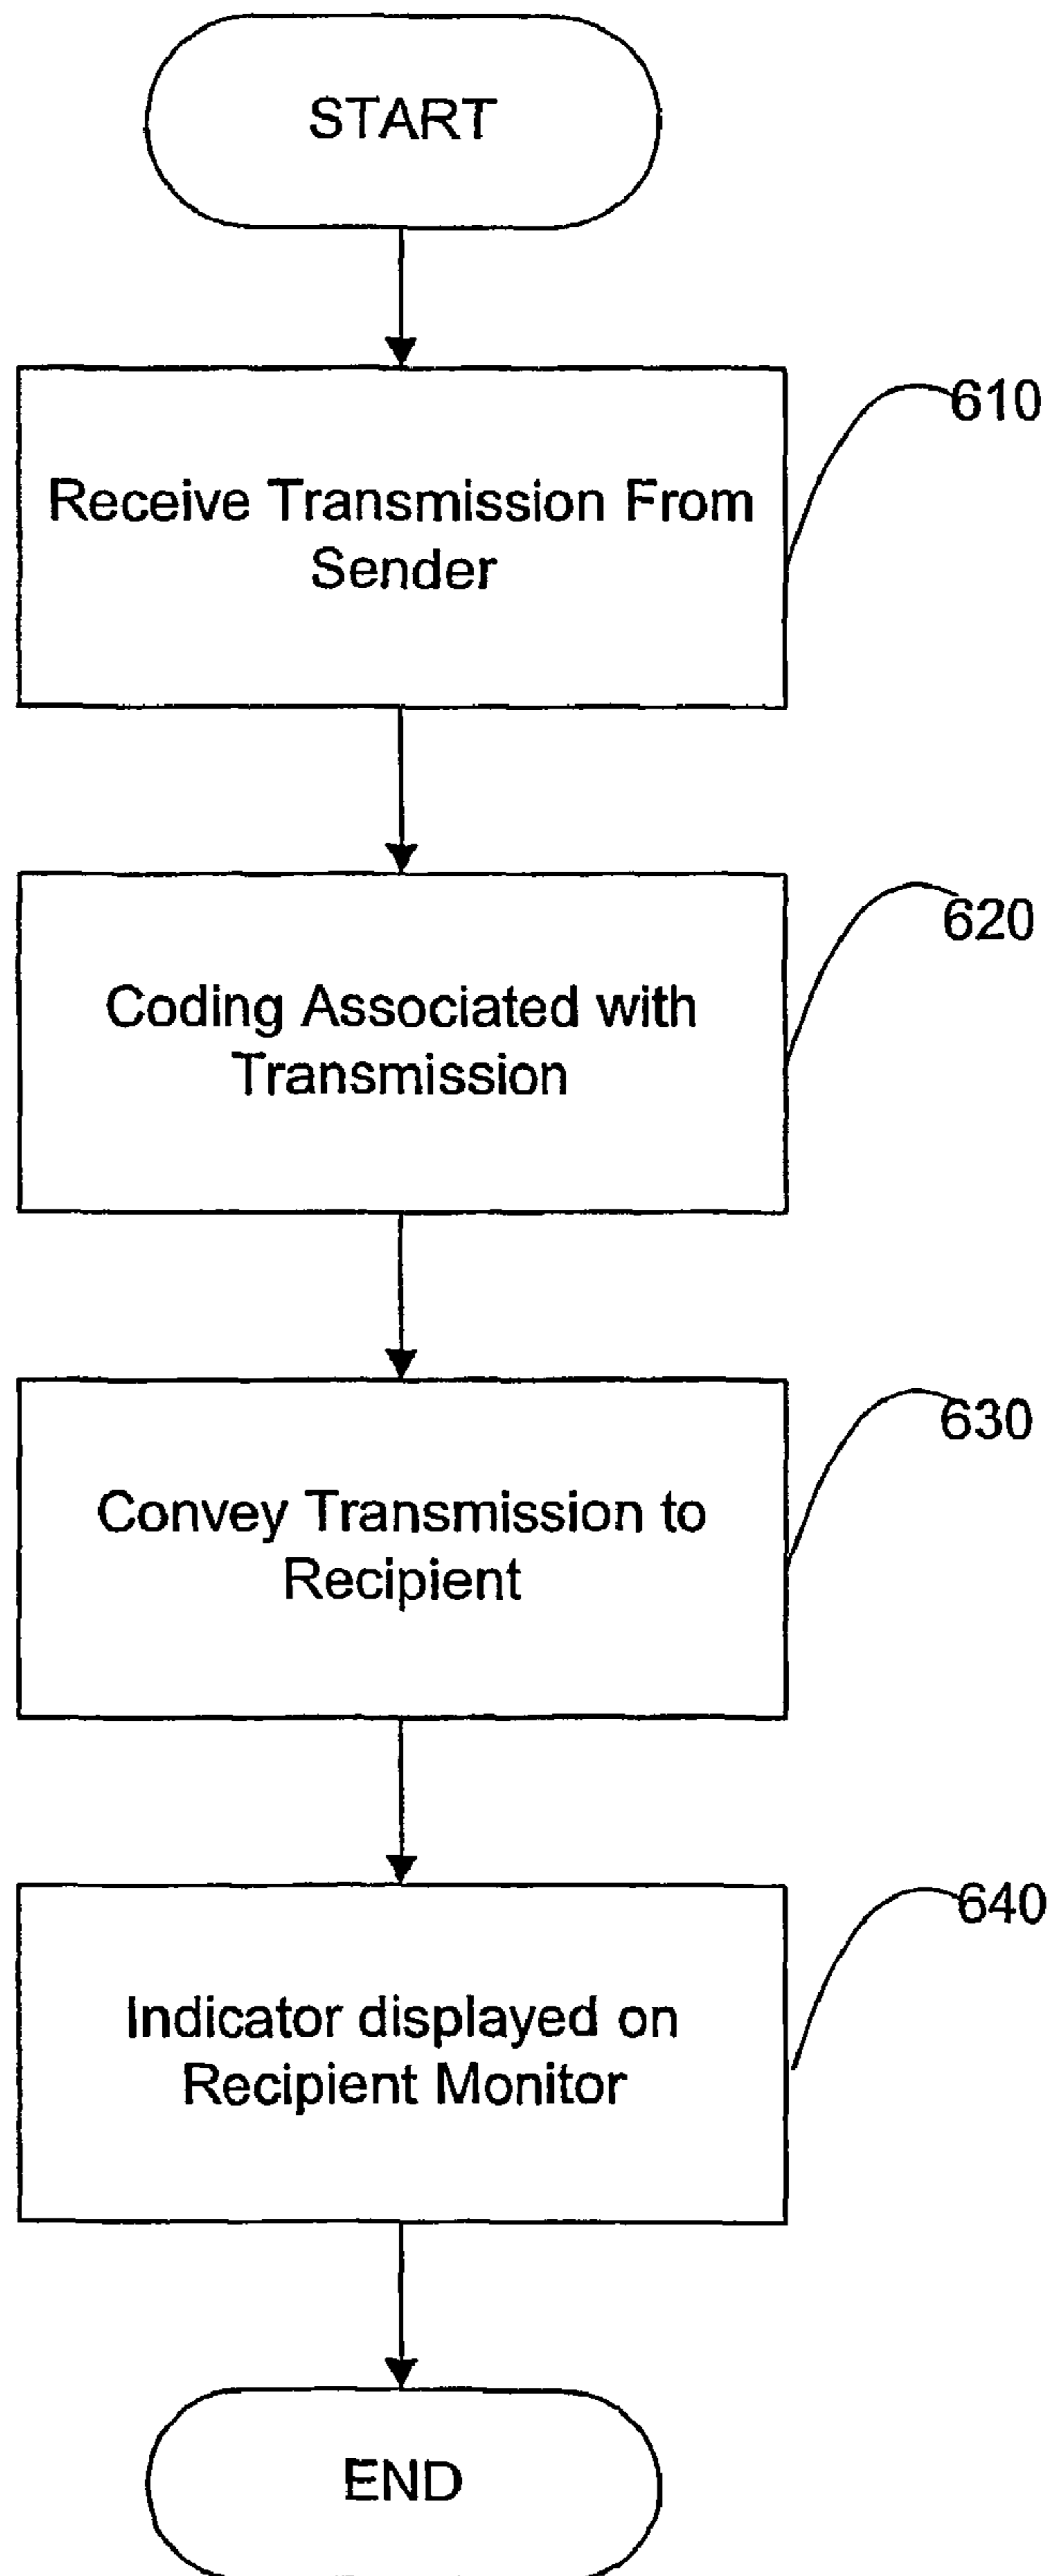 START
610
Receive Transmission From
Sender
620
Coding Associated with
Transmission
630
Convey Transmission to
Recipient
640
Indicator displayed on
Recipient Monitor
END